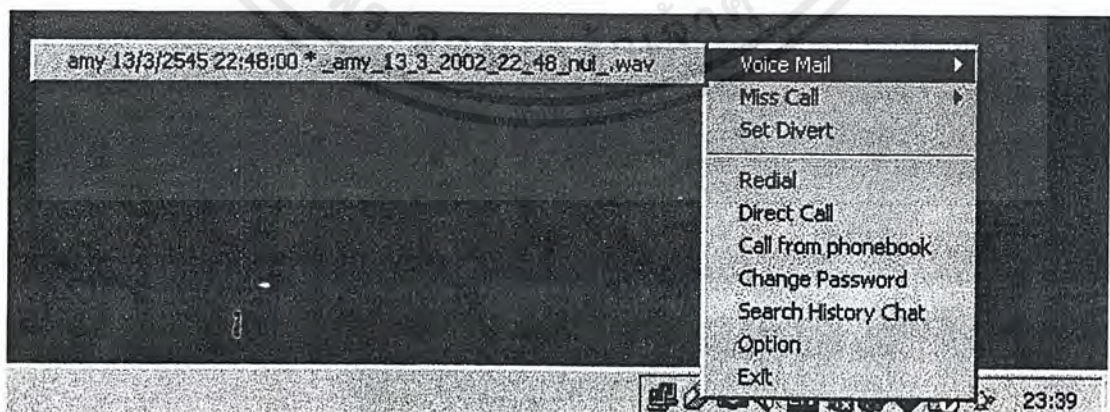 amy 13/3/2545 22:48:00 * _amy_13_3_2002_22_48_nui_.wav
Voice Mail
Miss Call
Set Divert
Redial
Direct Call
Call from phonebook
Change Password
Search History Chat
Option
Exit
23:39